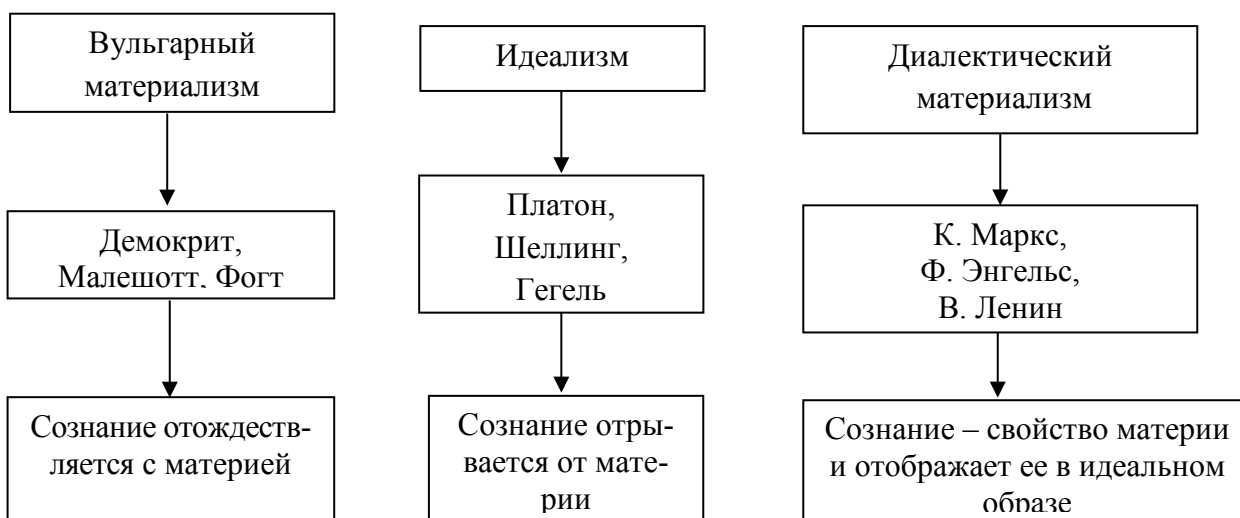 Вульгарный
материализм
Демокрит,
Малешотт, Фогт
Сознание отождеств-
ляется с материей
Идеализм
Платон,
Шеллинг,
Гегель
Сознание отры-
вается от мате-
рии
Диалектический
материализм
К. Маркс,
Ф. Энгельс,
В. Ленин
Сознание – свойство материи
и отображает ее в идеальном
образе